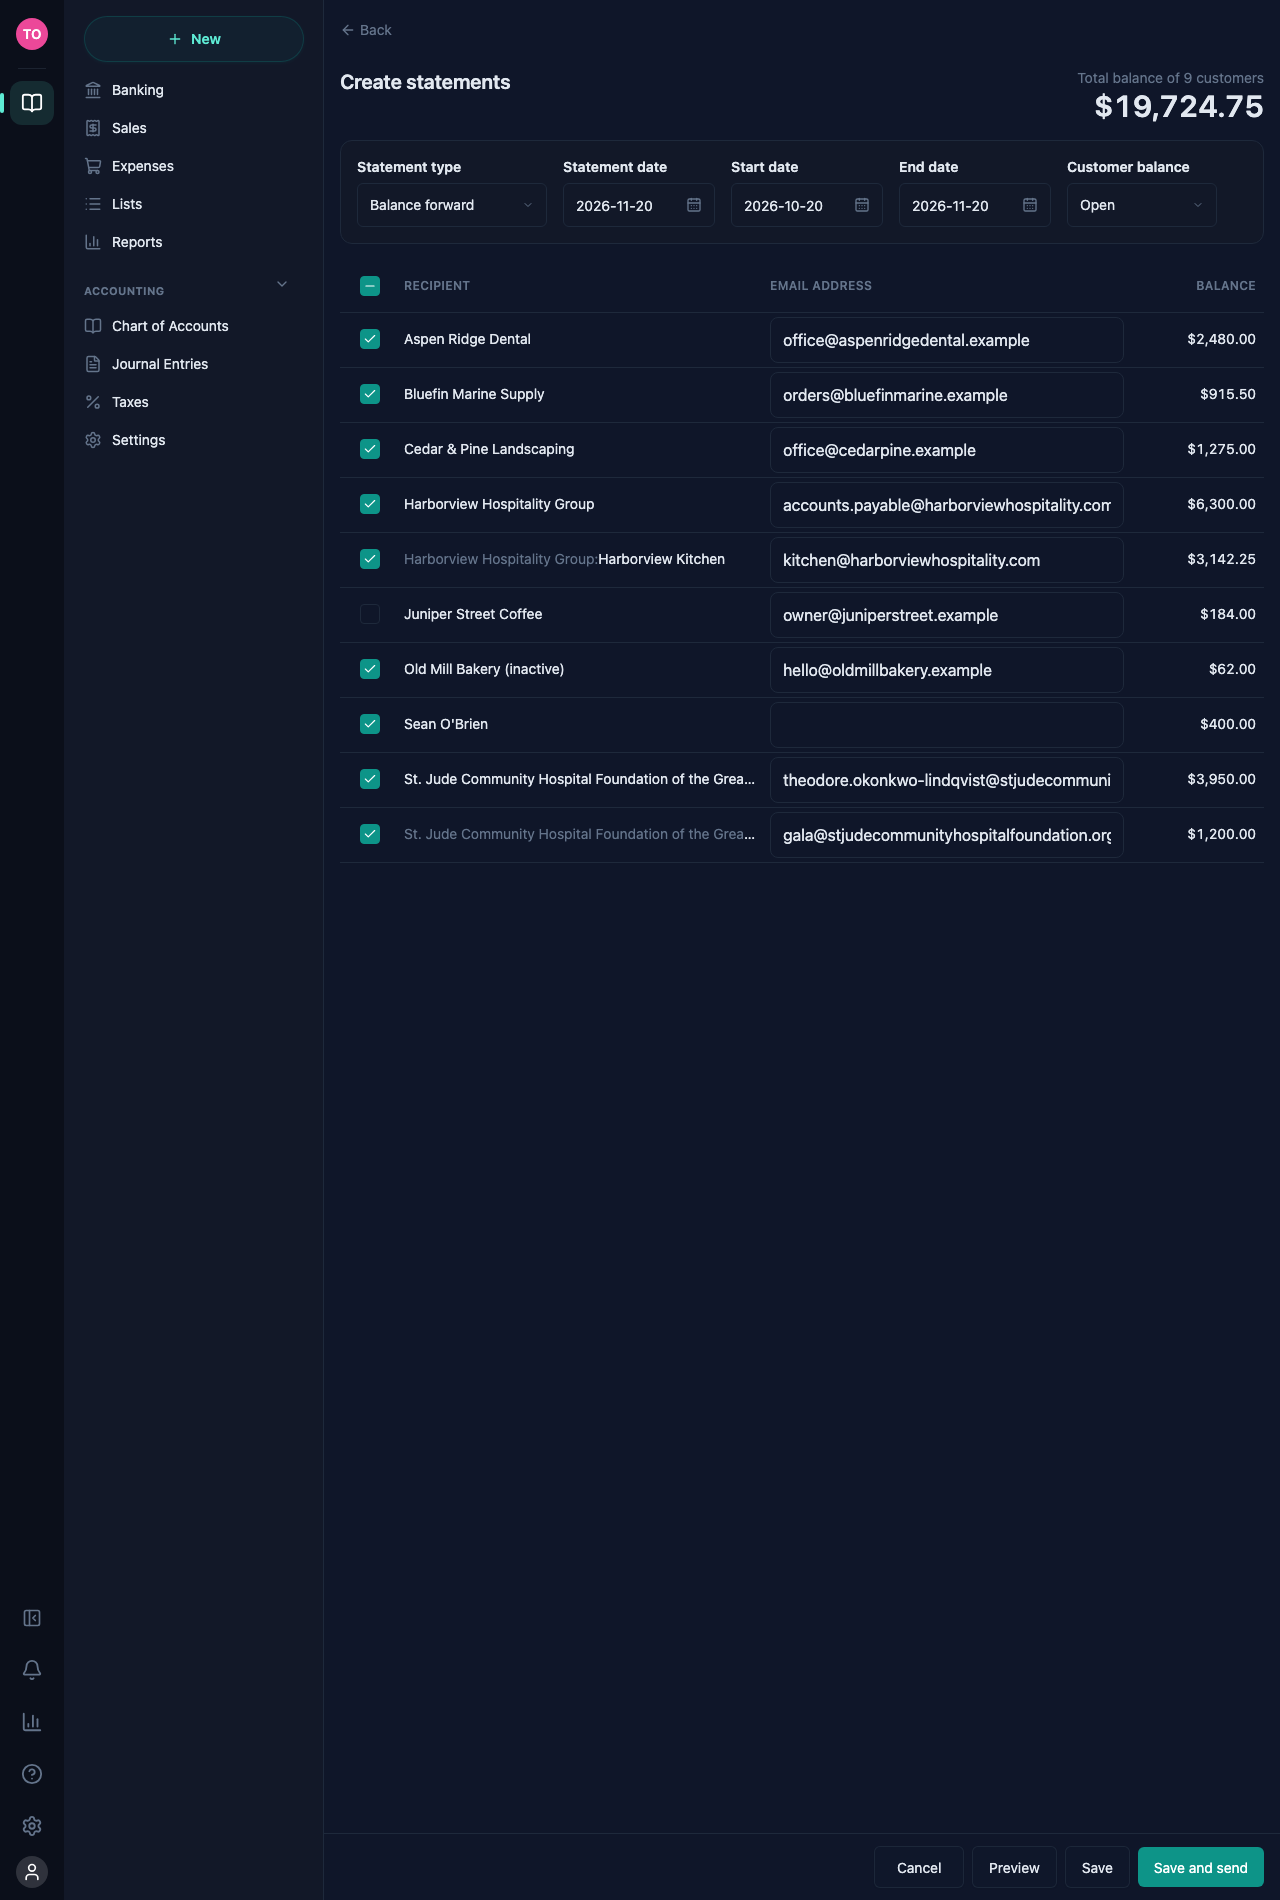 TO
New
Banking
Sales
Expenses
Lists
Reports
ACCOUNTING
Chart of Accounts
Journal Entries
Taxes
Settings
Back
Create statements
Total balance of 9 customers
$19,724.75
Statement type Statement date Start date End date Customer balance
Balance forward 2026-11-20 2026-10-20 2026-11-20 Open
RECIPIENT EMAIL ADDRESS BALANCE
Aspen Ridge Dental office@aspenridgedental.example $2,480.00
Bluefin Marine Supply orders@bluefinmarine.example $915.50
Cedar & Pine Landscaping office@cedarpine.example $1,275.00
Harborview Hospitality Group accounts.payable@harborviewhospitality.com $6,300.00
Harborview Hospitality Group:Harborview Kitchen kitchen@harborviewhospitality.com $3,142.25
Juniper Street Coffee owner@juniperstreet.example $184.00
Old Mill Bakery (inactive) hello@oldmillbakery.example $62.00
Sean O'Brien $400.00
St. Jude Community Hospital Foundation of the Grea... theodore.okonkwo-lindqvist@stjudecommuni $3,950.00
St. Jude Community Hospital Foundation of the Grea... gala@stjudecommunityhospitalfoundation.org $1,200.00
Cancel Preview Save Save and send